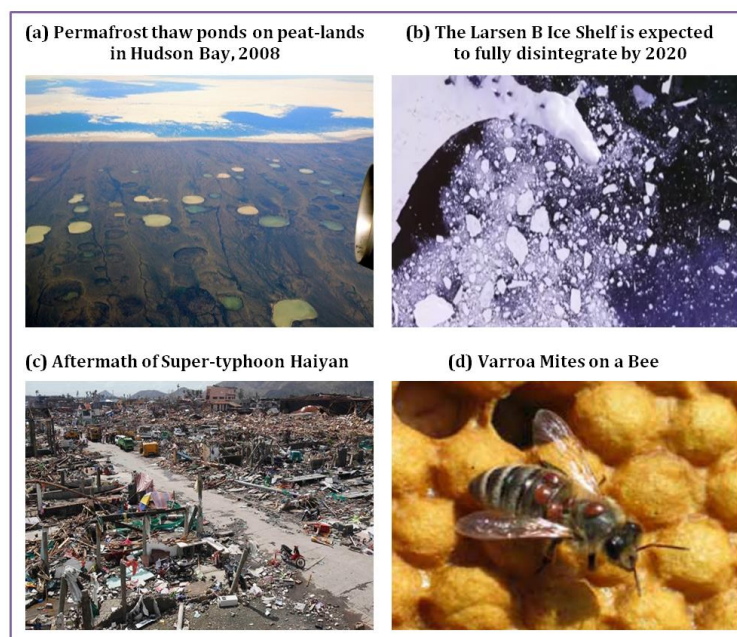 (a) Permafrost thaw ponds on peat-lands
in Hudson Bay, 2008
(b) The Larsen B Ice Shelf is expected
to fully disintegrate by 2020
(c) Aftermath of Super-typhoon Haiyan
(d) Varroa Mites on a Bee